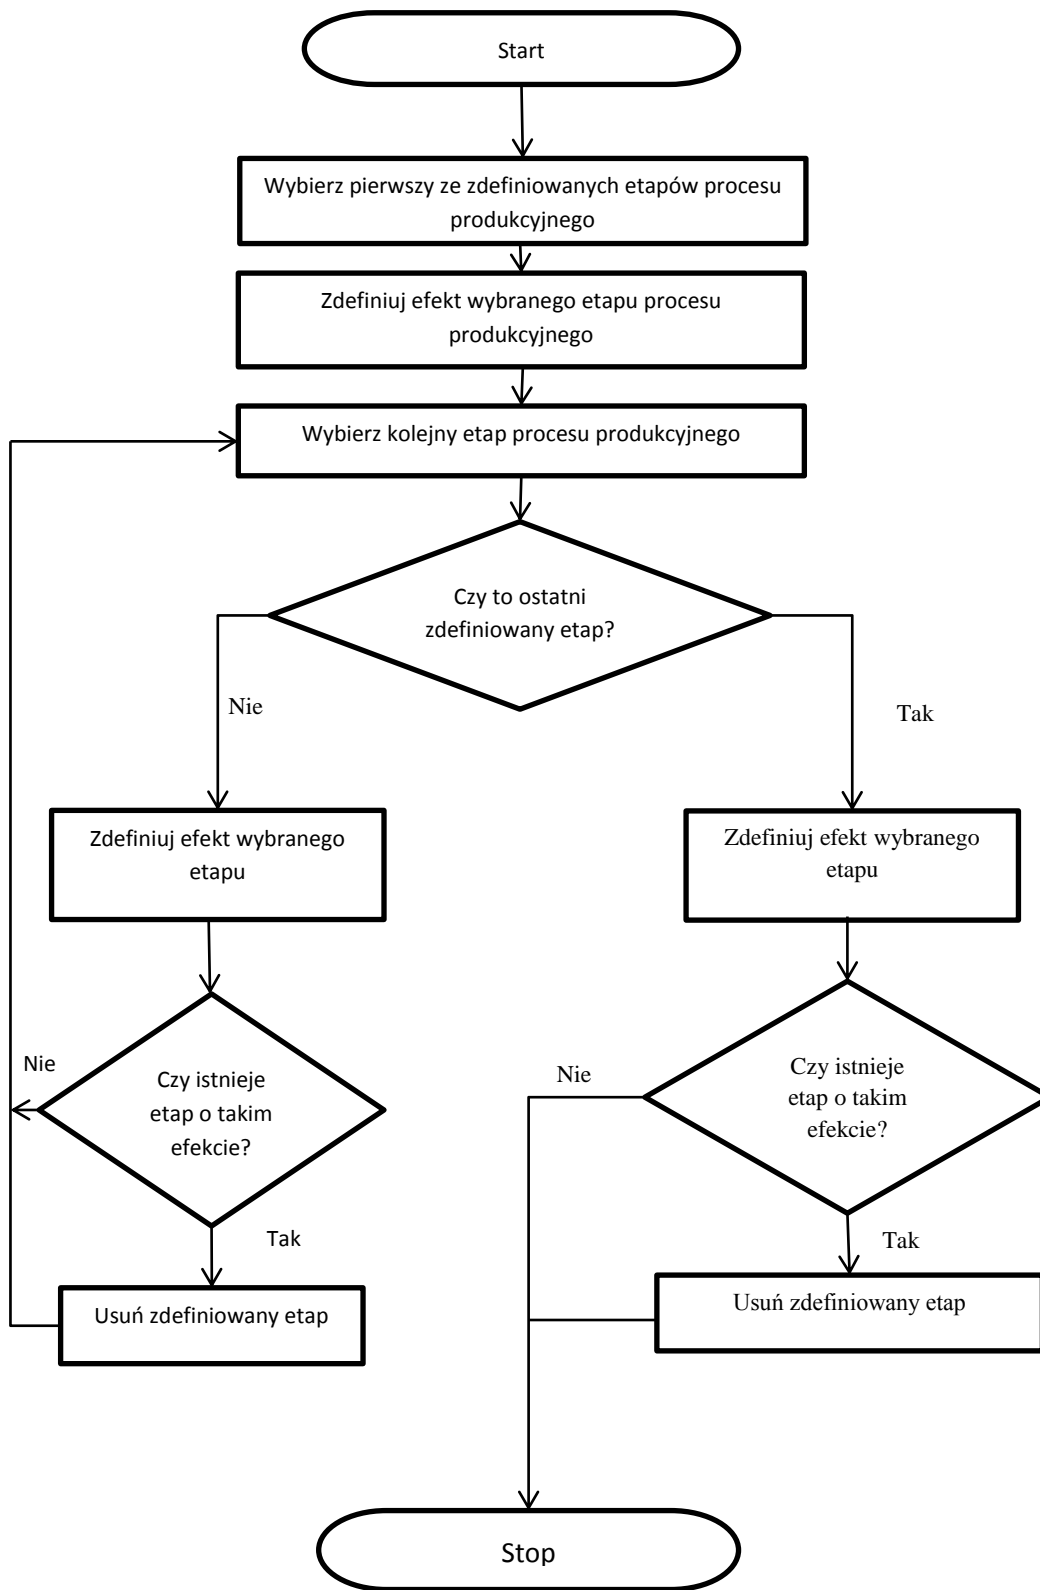 Start
Wybierz pierwszy ze zdefiniowanych etapów procesu
produkcyjnego
Zdefiniuj efekt wybranego etapu procesu
produkcyjnego
Wybierz kolejny etap procesu produkcyjnego
Czy to ostatni
zdefiniowany etap?
Nie
Tak
Zdefiniuj efekt wybranego
etapu
Zdefiniuj efekt wybranego
etapu
Nie
Czy istnieje
etap o takim
efekcie?
Nie
Czy istnieje
etap o takim
efekcie?
Tak
Tak
Usuń zdefiniowany etap
Usuń zdefiniowany etap
Stop